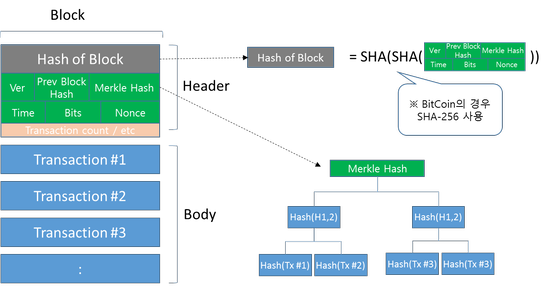 Block
Hash of Block
Ver
Prev Block
Hash
Merkle Hash
Time
Bits
Nonce
Transaction count / etc
Header
Transaction #1
Transaction #2
Transaction #3
:
Body
Hash of Block
= SHA(SHA(
Ver
Prev Block
Hash
Merkle Hash
Time
Bits
Nonce
))
※ BitCoin의 경우
SHA-256 사용
Merkle Hash
Hash(H1,2)
Hash(H1,2)
Hash(Tx #1)
Hash(Tx #2)
Hash(Tx #3)
Hash(Tx #3)